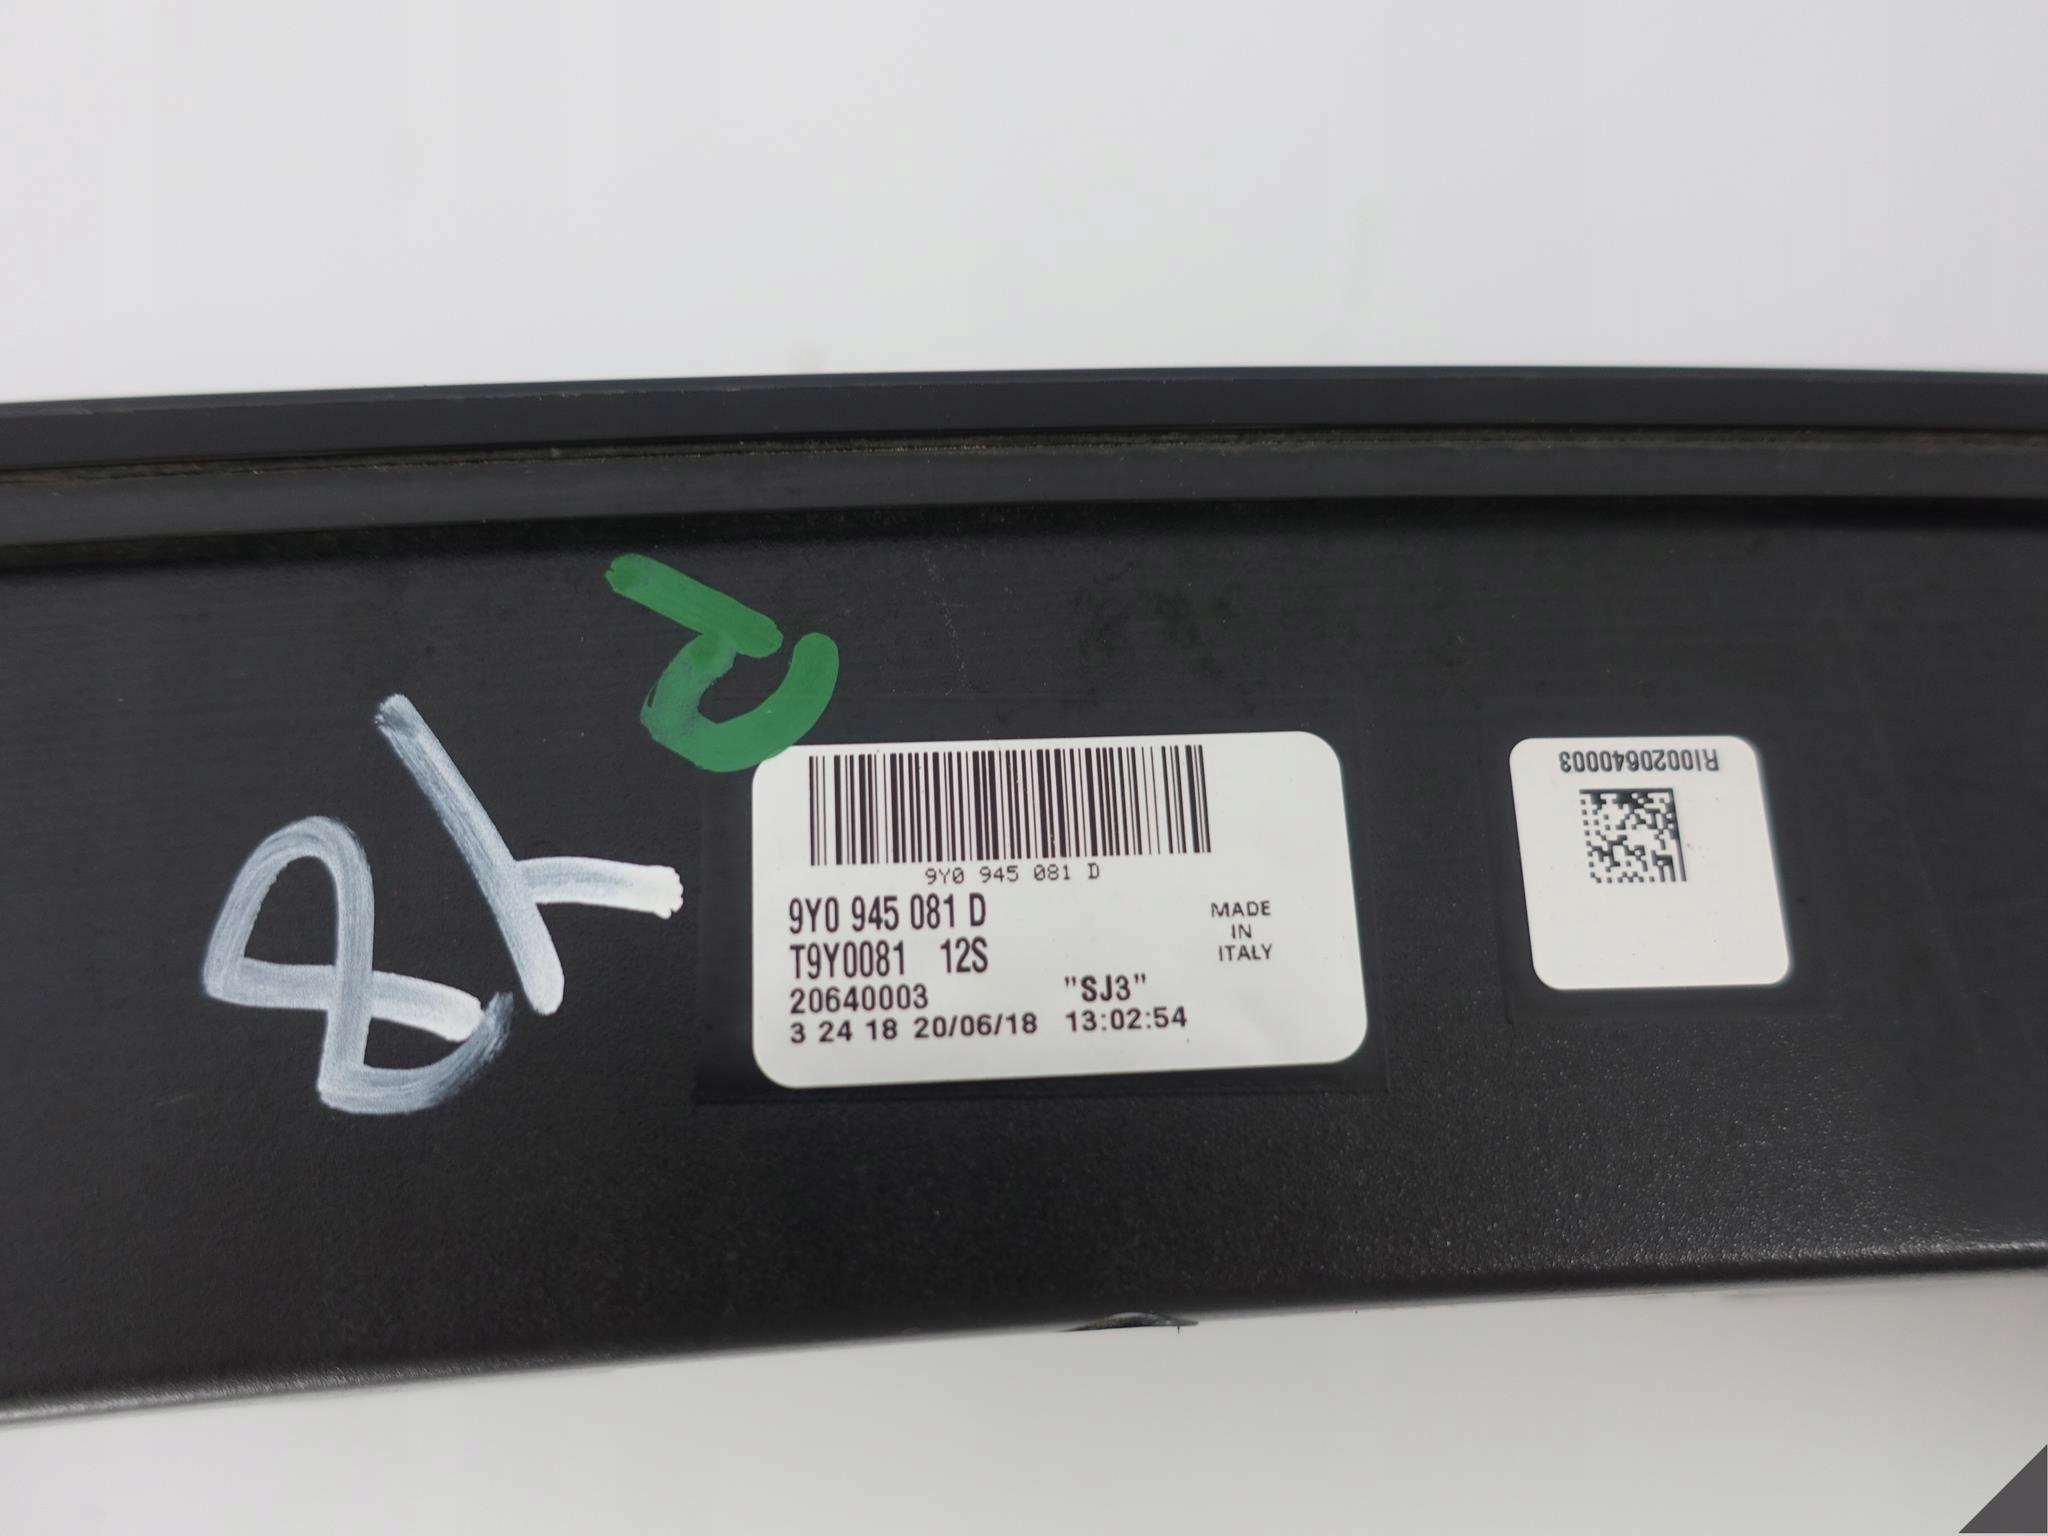 9Y0 945 081 D
9Y0 945 081 D
T9Y0081 12S
20640003 "SJ3"
3 24 18 20/06/18 13:02:54
MADE
IN
ITALY
RI0020640003